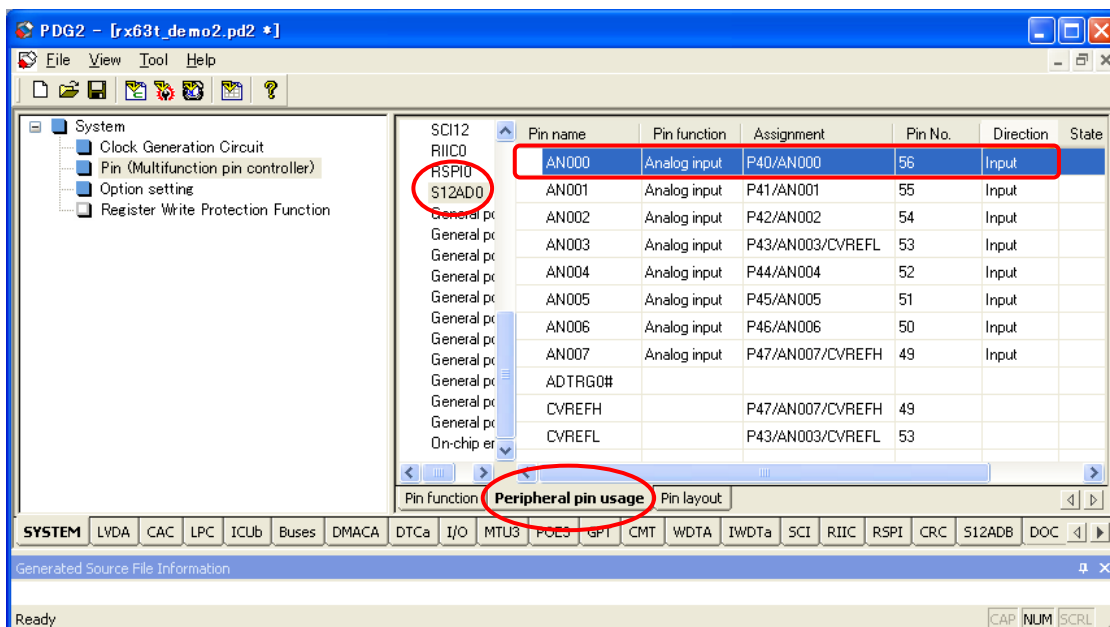 PDG2 - [rx63t_demo2.pd2 *]
File View Tool Help
System
Clock Generation Circuit
Pin (Multifunction pin controller)
Option setting
Register Write Protection Function
SCI12
RIIC0
RSPI0
S12AD0
General po
General po
General po
General po
General po
General po
General po
General po
General po
General po
General po
On-chip er
Pin name Pin function Assignment Pin No. Direction State
AN000 Analog input P40/AN000 56 Input
AN001 Analog input P41/AN001 55 Input
AN002 Analog input P42/AN002 54 Input
AN003 Analog input P43/AN003/CVREFL 53 Input
AN004 Analog input P44/AN004 52 Input
AN005 Analog input P45/AN005 51 Input
AN006 Analog input P46/AN006 50 Input
AN007 Analog input P47/AN007/CVREFH 49 Input
ADTRG0#
CVREFH P47/AN007/CVREFH 49
CVREFL P43/AN003/CVREFL 53
Pin function Peripheral pin usage Pin layout
SYSTEM LVDA CAC LPC ICUb Buses DMACA DTCa I/O MTU3 POE3 GPT CMT WDTA IWDTa SCI RIIC RSPI CRC S12ADB DOC
Generated Source File Information
Ready CAP NUM SCRL